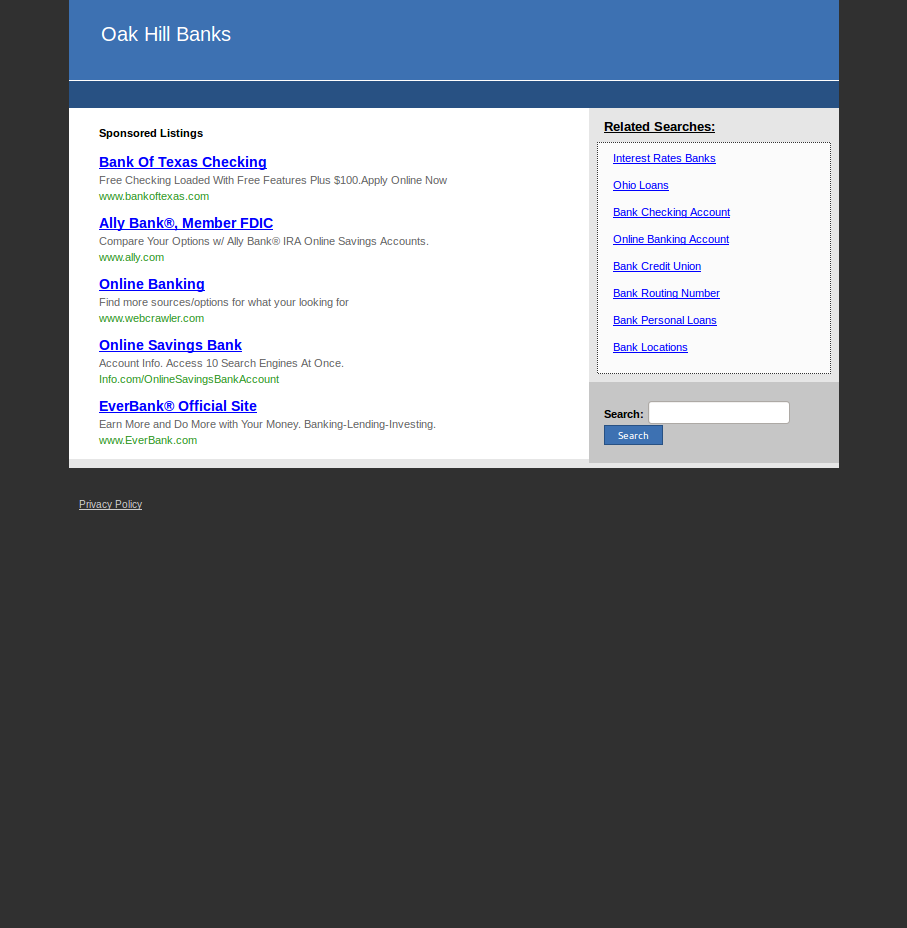 Oak Hill Banks
Sponsored Listings
Bank Of Texas Checking
Free Checking Loaded With Free Features Plus $100.Apply Online Now
www.bankoftexas.com
Ally Bank®, Member FDIC
Compare Your Options w/ Ally Bank® IRA Online Savings Accounts.
www.ally.com
Online Banking
Find more sources/options for what your looking for
www.webcrawler.com
Online Savings Bank
Account Info. Access 10 Search Engines At Once.
Info.com/OnlineSavingsBankAccount
EverBank® Official Site
Earn More and Do More with Your Money. Banking-Lending-Investing.
www.EverBank.com
Related Searches:
Interest Rates Banks
Ohio Loans
Bank Checking Account
Online Banking Account
Bank Credit Union
Bank Routing Number
Bank Personal Loans
Bank Locations
Search:
Search
Privacy Policy